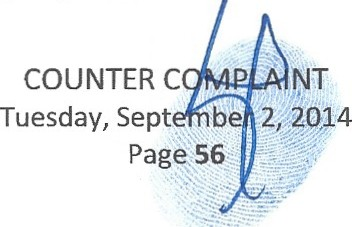 COUNTER COMPLAINT
Tuesday, September 2, 2014
Page 56